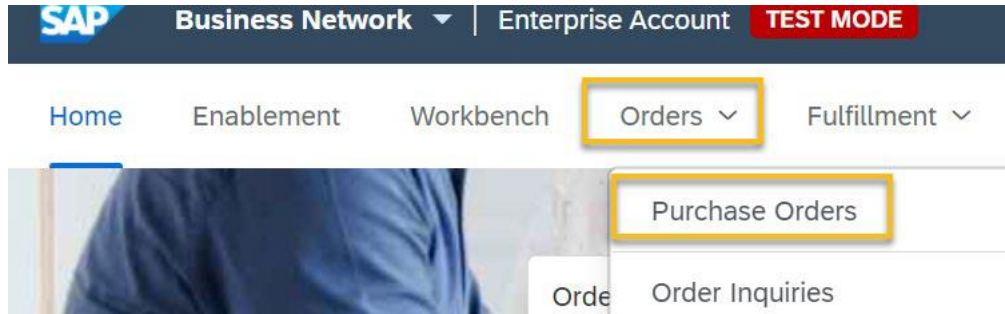 SAP Business Network Enterprise Account TEST MODE
Home Enablement Workbench Orders Fulfillment
Purchase Orders
Orde Order Inquiries